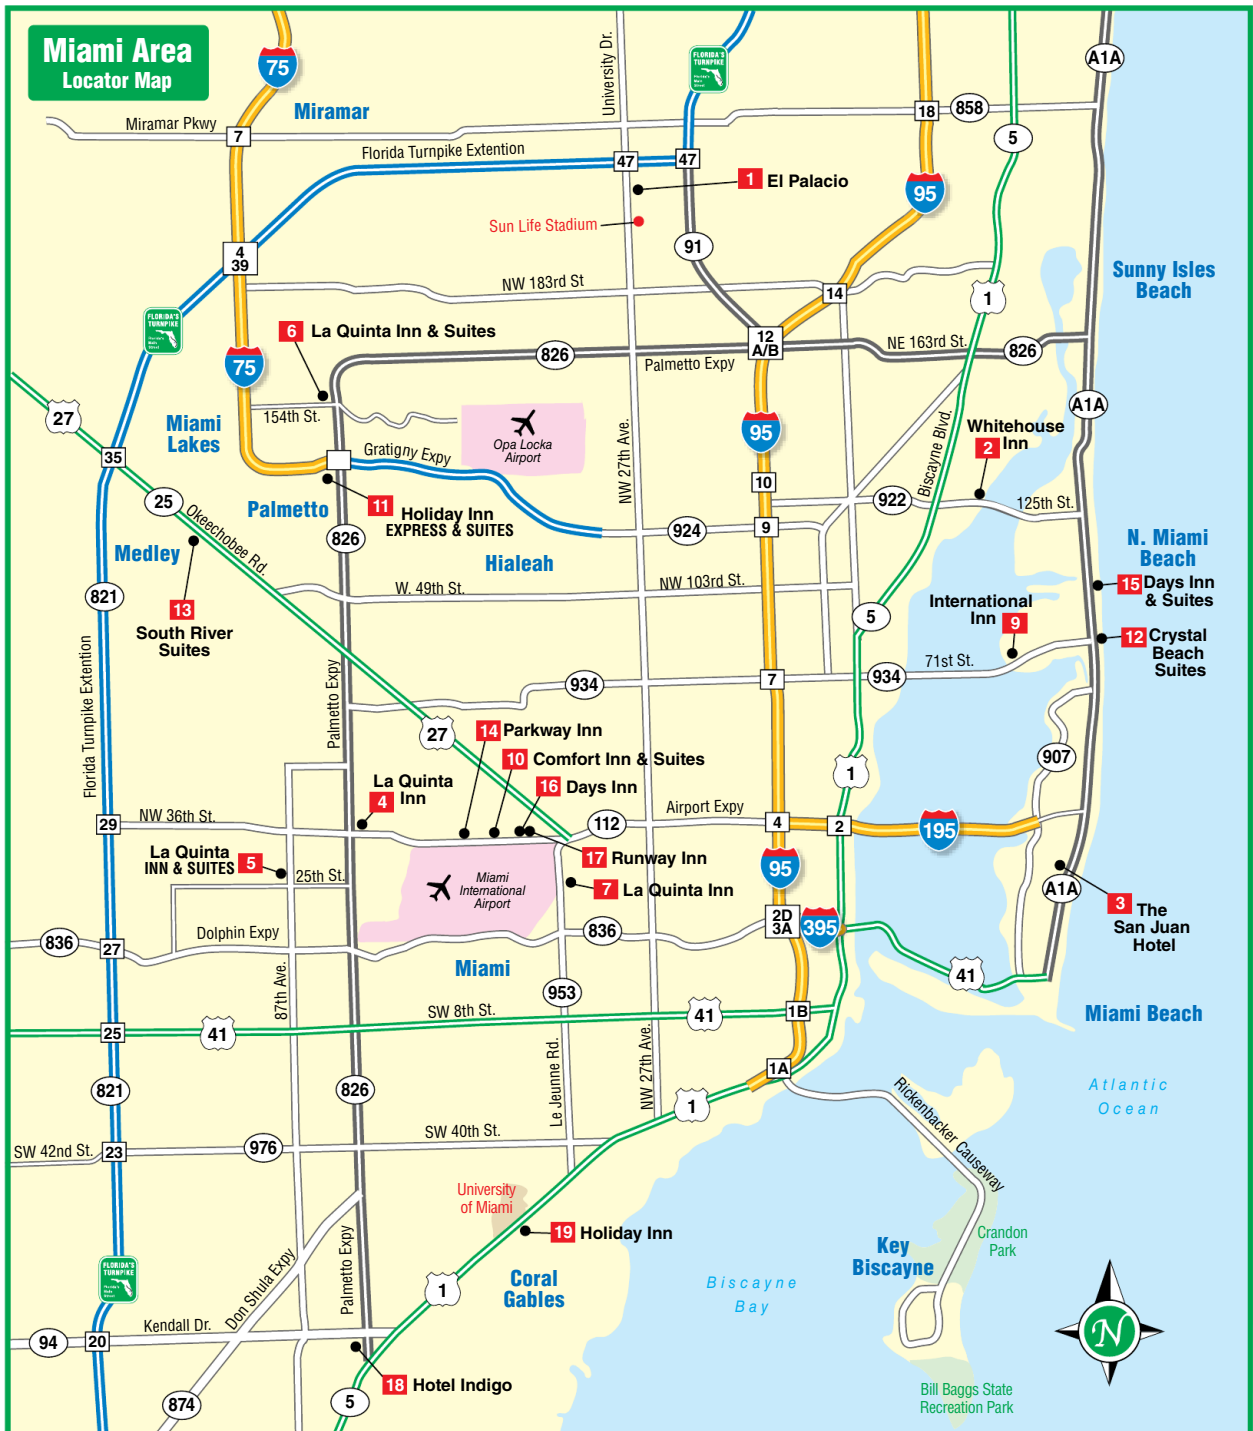 Miami Area
Locator Map
75
Miramar
University Dr.
FLORIDA'S
TURNPIKE
A1A
18
858
Miramar Pkwy
7
5
Florida Turnpike Extention
47
47
1
El Palacio
95
Sun Life Stadium
91
4
39
Sunny Isles
Beach
NW 183rd St
14
1
FLORIDA'S
TURNPIKE
6
La Quinta Inn & Suites
12
A/B
NE 163rd St.
826
826
Palmetto Expy
75
27
Miami
Lakes
154th St.
Opa Locka
Airport
NW 27th Ave.
95
A1A
Biscayne Blvd.
Whitehouse
2
Inn
35
Gratigny Expy
10
25
Okeechobee Rd.
Palmetto
11
Holiday Inn
EXPRESS & SUITES
922
125th St.
826
924
9
Medley
Hialeah
N. Miami
Beach
W. 49th St.
NW 103rd St.
15
Days Inn
& Suites
821
13
South River
Suites
International
Inn
9
5
12
Crystal
Beach
Suites
Florida Turnpike Extention
Palmetto Expy
934
7
934
71st St.
27
14
Parkway Inn
10
Comfort Inn & Suites
16
Days Inn
907
1
La Quinta
4
Inn
29
NW 36th St.
112
Airport Expy
4
2
195
La Quinta
INN & SUITES
5
25th St.
17
Runway Inn
95
Miami
International
Airport
7
La Quinta Inn
A1A
3
The
San Juan
Hotel
2D
3A
395
836
27
Dolphin Expy
836
41
Miami
87th Ave.
953
SW 8th St.
41
41
1B
25
Miami Beach
821
826
Le Jeunne Rd.
NW 27th Ave.
1A
1
Rickenbacker Causeway
Atlantic
Ocean
SW 42nd St.
23
976
SW 40th St.
University
of Miami
19
Holiday Inn
Crandon
Park
Key
Biscayne
FLORIDA'S
TURNPIKE
Don Shula Expy
Palmetto Expy
1
Coral
Gables
Biscayne
Bay
N
94
20
Kendall Dr.
18
Hotel Indigo
874
5
Bill Baggs State
Recreation Park